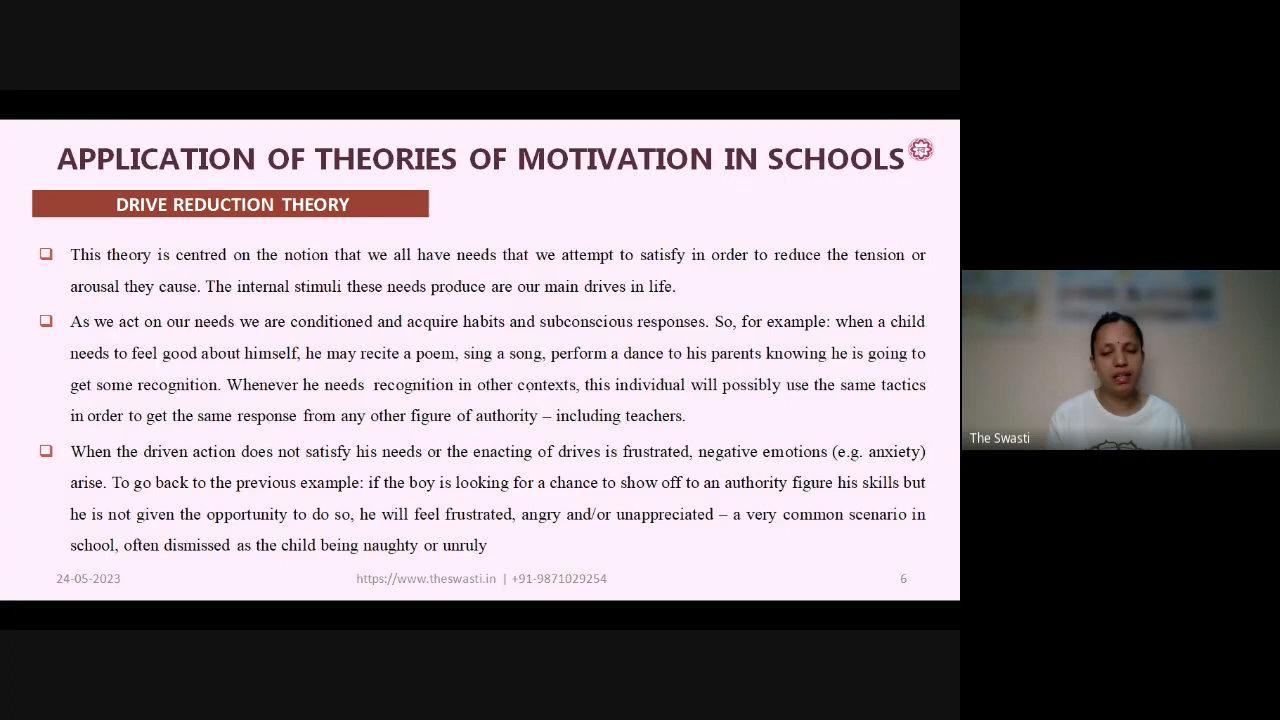 APPLICATION OF THEORIES OF MOTIVATION IN SCHOOLS
DRIVE REDUCTION THEORY
This theory is centred on the notion that we all have needs that we attempt to satisfy in order to reduce the tension or
arousal they cause. The internal stimuli these needs produce are our main drives in life.
As we act on our needs we are conditioned and acquire habits and subconscious responses. So, for example: when a child
needs to feel good about himself, he may recite a poem, sing a song, perform a dance to his parents knowing he is going to
get some recognition. Whenever he needs recognition in other contexts, this individual will possibly use the same tactics
in order to get the same response from any other figure of authority – including teachers.
When the driven action does not satisfy his needs or the enacting of drives is frustrated, negative emotions (e.g. anxiety)
arise. To go back to the previous example: if the boy is looking for a chance to show off to an authority figure his skills but
he is not given the opportunity to do so, he will feel frustrated, angry and/or unappreciated – a very common scenario in
school, often dismissed as the child being naughty or unruly
24-05-2023 https://www.theswasti.in | +91-9871029254 6
The Swasti